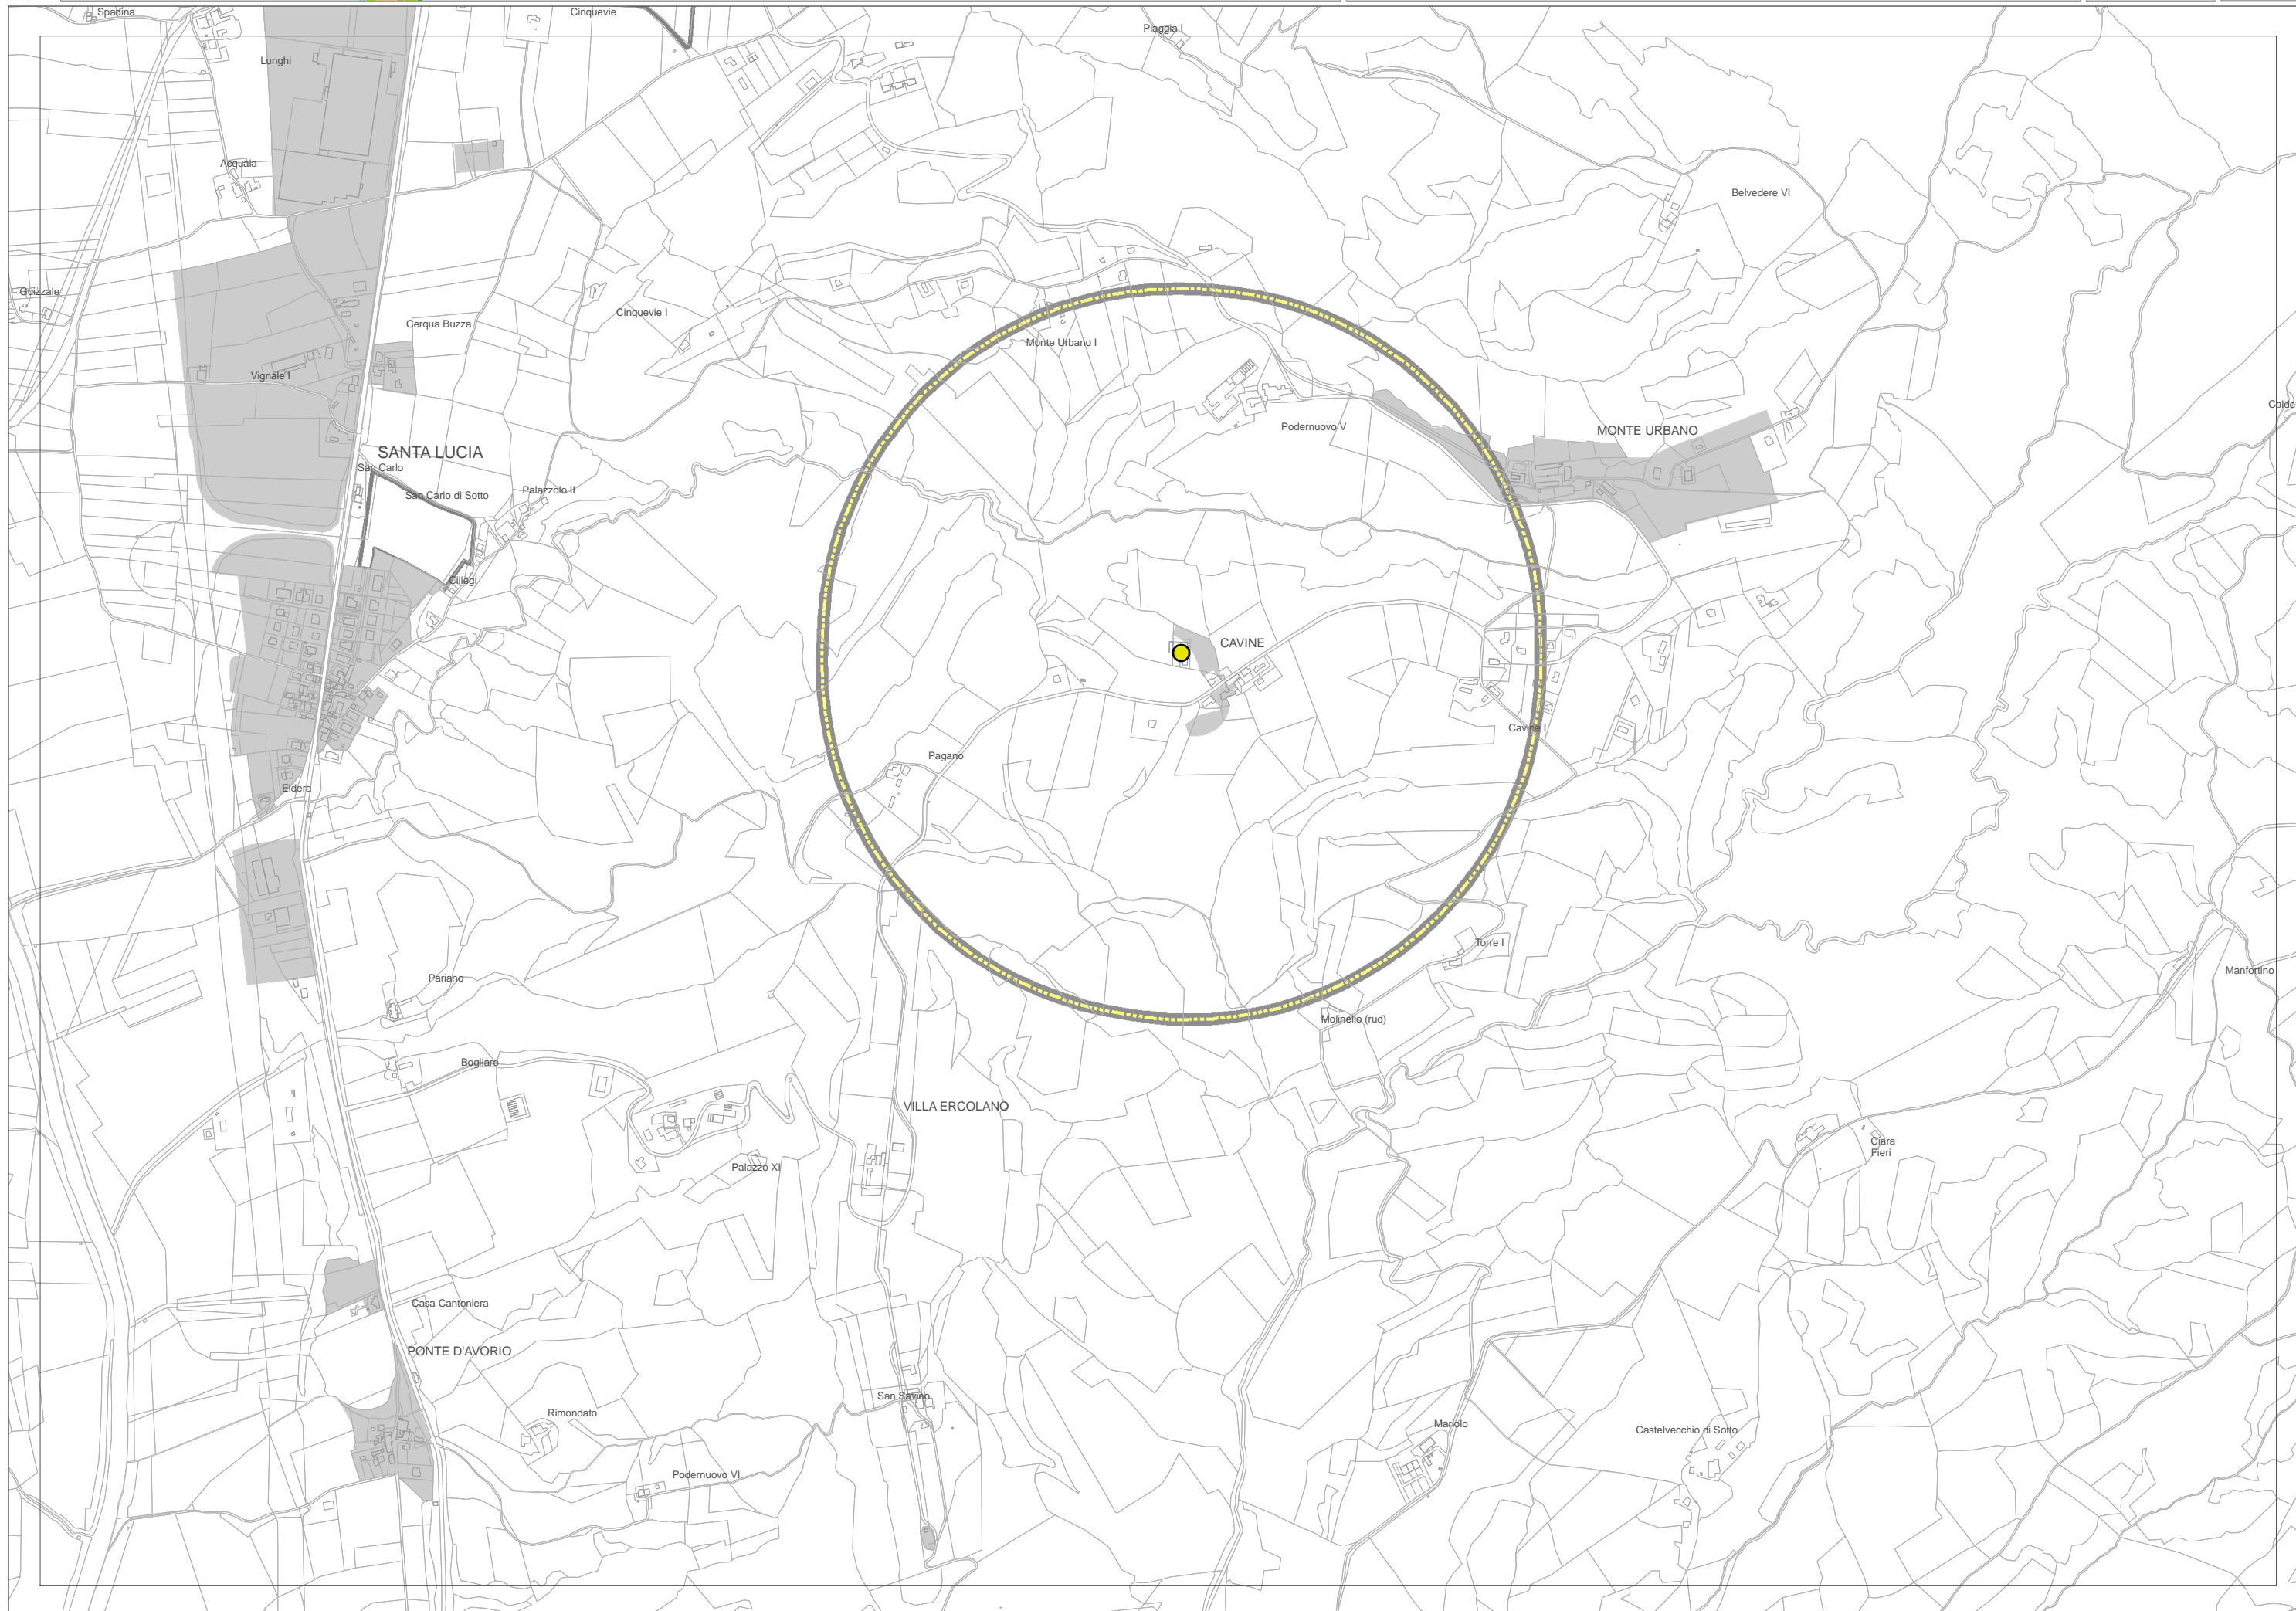 Spadina
Cinquevie
Piaggia I
Lunghi
Acquaia
Belvedere VI
Guizzale
Cinquevie I
Cerqua Buzza
Monte Urbano I
Vignale I
Podernuovo V
MONTE URBANO
Calde
SANTA LUCIA
San Carlo
San Carlo di Sotto
Palazzolo II
Ciliegi
CAVINE
Cavine I
Pagano
Eldera
Torre I
Manfortino
Pariano
Molinello (rud)
Bogliaro
VILLA ERCOLANO
Ciara
Fieri
Palazzo XI
Casa Cantoniera
PONTE D'AVORIO
San Savino
Rimondato
Mariolo
Castelvecchio di Sotto
Podernuovo VI